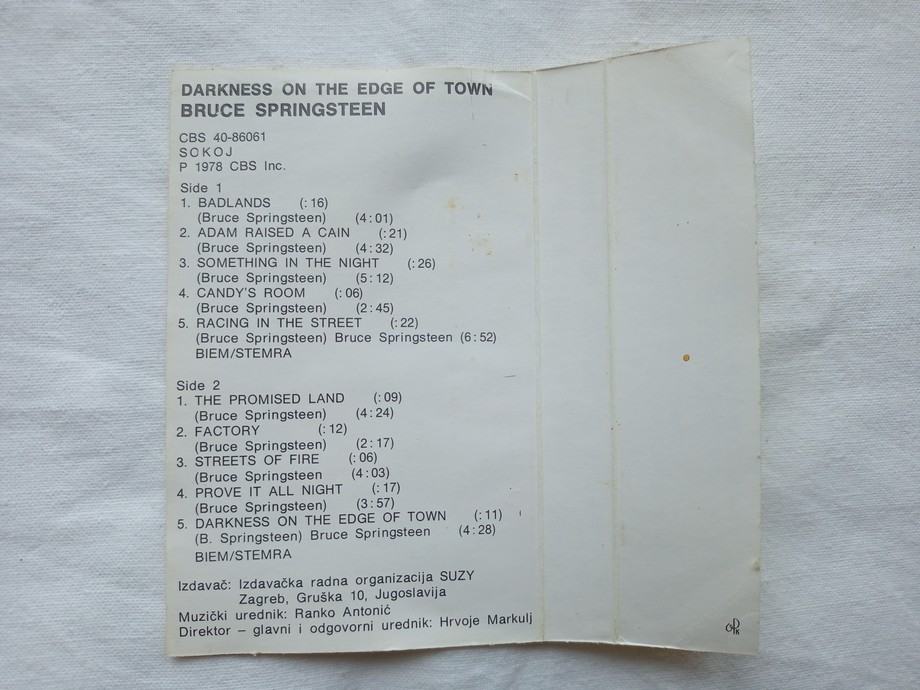 DARKNESS ON THE EDGE OF TOWN
BRUCE SPRINGSTEEN
CBS 40-86061
SOKOJ
P 1978 CBS Inc.
Side 1
1. BADLANDS (:16)
(Bruce Springsteen) (4:01)
2. ADAM RAISED A CAIN (:21)
(Bruce Springsteen) (4:32)
3. SOMETHING IN THE NIGHT (:26)
(Bruce Springsteen) (5:12)
4. CANDY'S ROOM (:06)
(Bruce Springsteen) (2:45)
5. RACING IN THE STREET (:22)
(Bruce Springsteen) Bruce Springsteen (6:52)
BIEM/STEMRA
Side 2
1. THE PROMISED LAND (:09)
(Bruce Springsteen) (4:24)
2. FACTORY (:12)
(Bruce Springsteen) (2:17)
3. STREETS OF FIRE (:06)
(Bruce Springsteen (4:03)
4. PROVE IT ALL NIGHT (:17)
(Bruce Springsteen) (3:57)
5. DARKNESS ON THE EDGE OF TOWN (:11)
(B. Springsteen) Bruce Springsteen (4:28)
BIEM/STEMRA
Izdavač: Izdavačka radna organizacija SUZY
Zagreb, Gruška 10, Jugoslavija
Muzički urednik: Ranko Antonić
Direktor – glavni i odgovorni urednik: Hrvoje Markulj